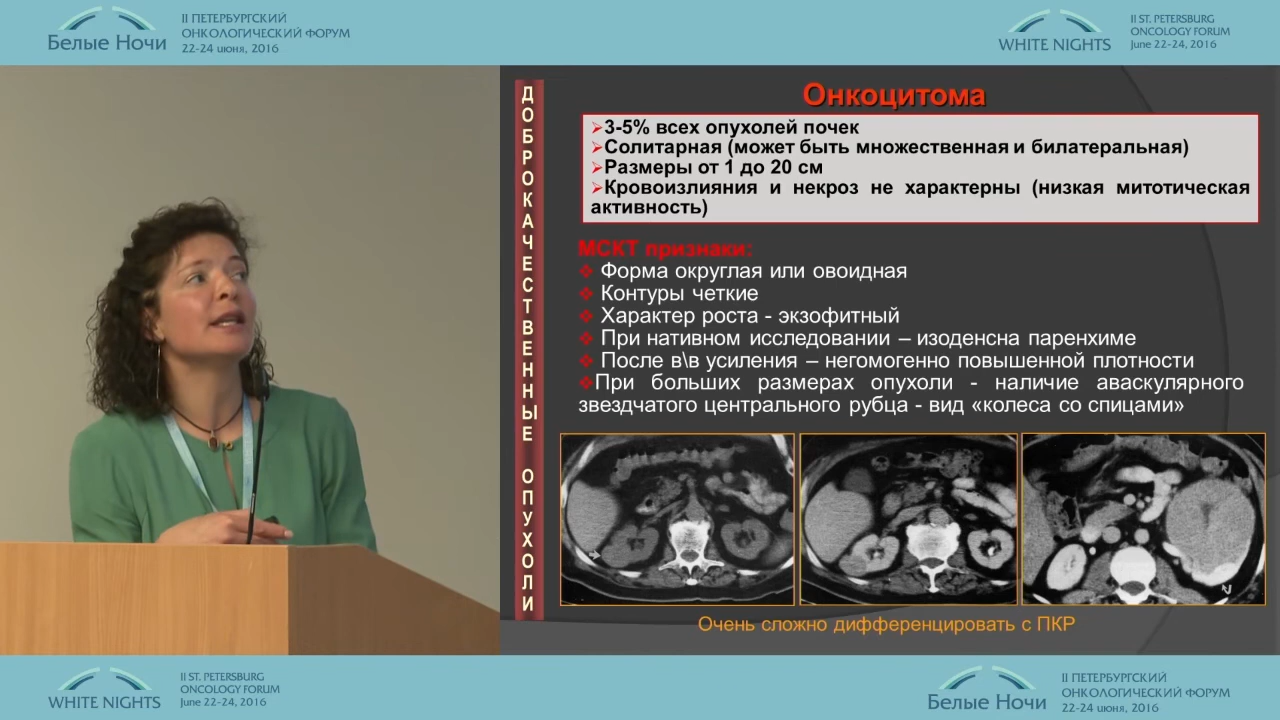 II ПЕТЕРБУРГСКИЙ
ОНКОЛОГИЧЕСКИЙ ФОРУМ
Белые Ночи
22-24 июня, 2016
II ST. PETERSBURG
ONCOLOGY FORUM
WHITE NIGHTS
June 22-24, 2016
ДОБРОКАЧЕСТВЕННЫЕ ОПУХОЛИ
Онкоцитома
3-5% всех опухолей почек
Солитарная (может быть множественная и билатеральная)
Размеры от 1 до 20 см
Кровоизлияния и некроз не характерны (низкая митотическая
активность)
МСКТ признаки:
Форма округлая или овоидная
Контуры четкие
Характер роста - экзофитный
При нативном исследовании – изоденсна паренхиме
После в\в усиления – негомогенно повышенной плотности
При больших размерах опухоли - наличие аваскулярного
звездчатого центрального рубца - вид «колеса со спицами»
Очень сложно дифференцировать с ПКР
II ST. PETERSBURG
ONCOLOGY FORUM
WHITE NIGHTS
June 22-24, 2016
II ПЕТЕРБУРГСКИЙ
ОНКОЛОГИЧЕСКИЙ ФОРУМ
Белые Ночи
22-24 июня, 2016